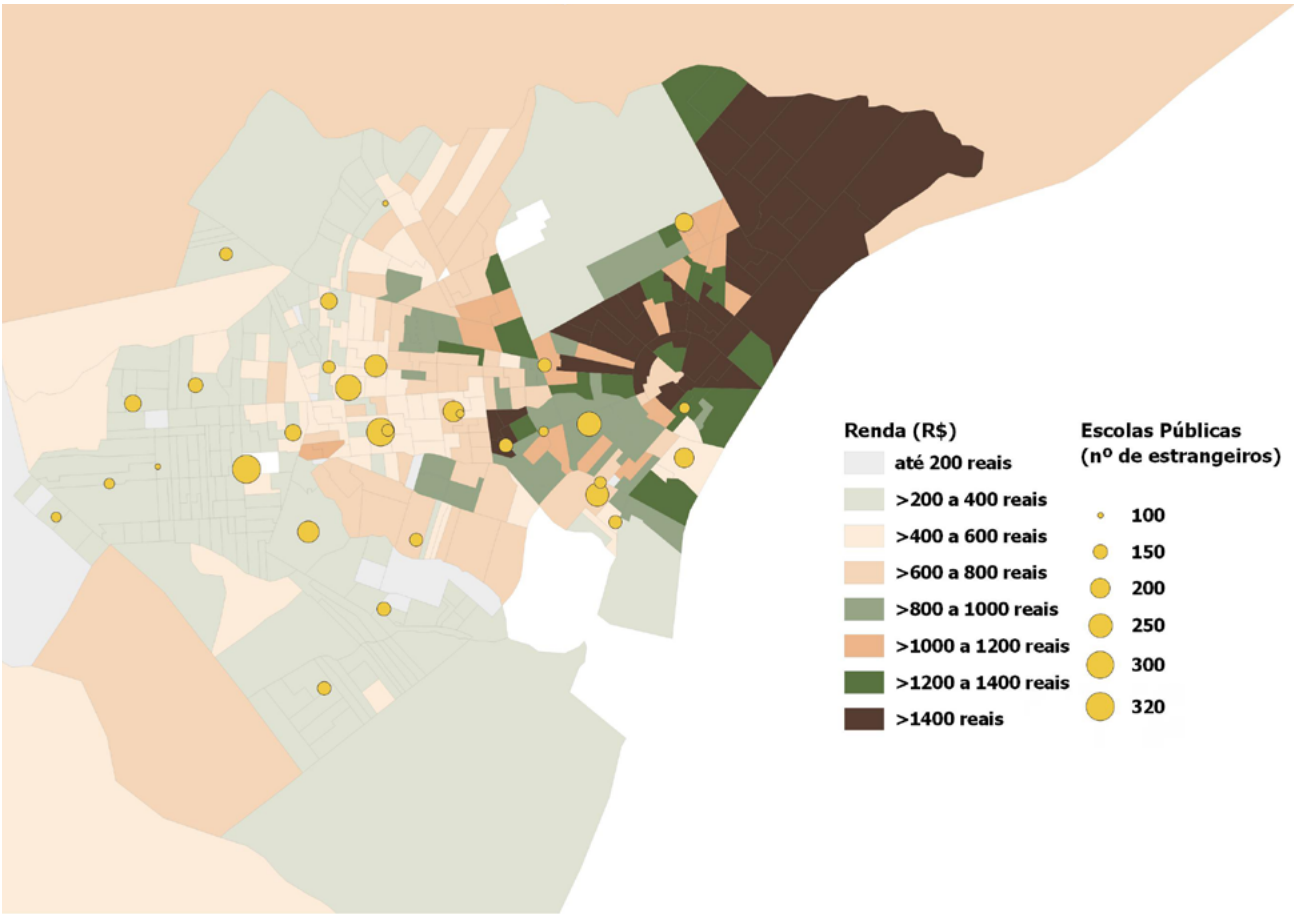 Renda (R$)
até 200 reais
>200 a 400 reais
>400 a 600 reais
>600 a 800 reais
>800 a 1000 reais
>1000 a 1200 reais
>1200 a 1400 reais
>1400 reais
Escolas Públicas
(nº de estrangeiros)
100
150
200
250
300
320